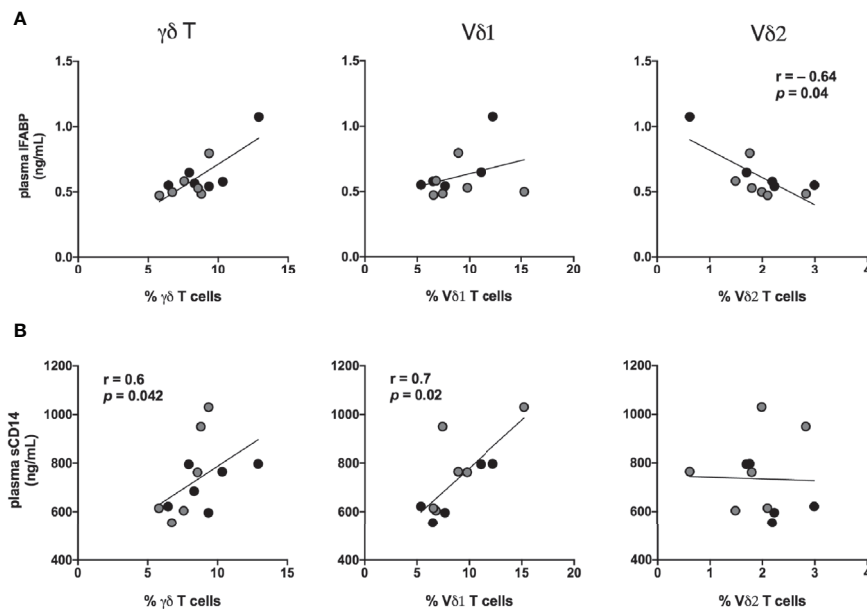 A
γδ T
Vδ1
Vδ2
1.5
1.0
0.5
0.0
0
5
10
15
plasma IFABP
(ng/mL)
% γδ T cells
1.5
1.0
0.5
0.0
0
5
10
15
20
% Vδ1 T cells
1.5
1.0
0.5
0.0
0
1
2
3
4
r = – 0.64
p = 0.04
% Vδ2 T cells
B
1200
1000
800
600
400
0
5
10
15
r = 0.6
p = 0.042
plasma sCD14
(ng/mL)
% γδ T cells
1200
1000
800
600
400
0
5
10
15
20
r = 0.7
p = 0.02
% Vδ1 T cells
1200
1000
800
600
400
0
1
2
3
4
% Vδ2 T cells